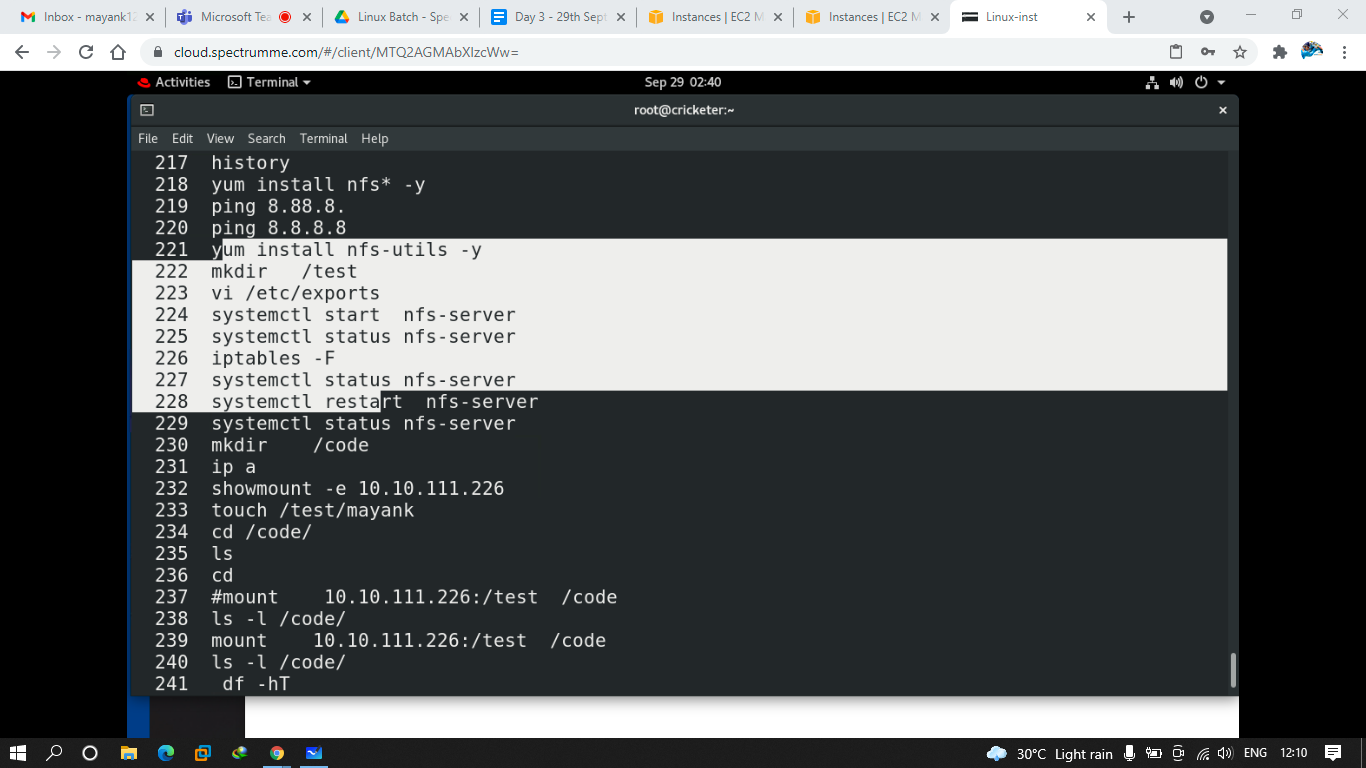 Inbox - mayank12
Microsoft Tea
Linux Batch - Spe
Day 3 - 29th Sept
Instances | EC2 M
Instances | EC2 M
Linux-inst
cloud.spectrumme.com/#/client/MTQ2AGMAbXlzcWw=
Activities Terminal Sep 29 02:40
root@cricketer:~
File Edit View Search Terminal Help
217 history
218 yum install nfs* -y
219 ping 8.88.8.
220 ping 8.8.8.8
221 yum install nfs-utils -y
222 mkdir /test
223 vi /etc/exports
224 systemctl start nfs-server
225 systemctl status nfs-server
226 iptables -F
227 systemctl status nfs-server
228 systemctl restart nfs-server
229 systemctl status nfs-server
230 mkdir /code
231 ip a
232 showmount -e 10.10.111.226
233 touch /test/mayank
234 cd /code/
235 ls
236 cd
237 #mount 10.10.111.226:/test /code
238 ls -l /code/
239 mount 10.10.111.226:/test /code
240 ls -l /code/
241 df -hT
30°C Light rain ENG 12:10